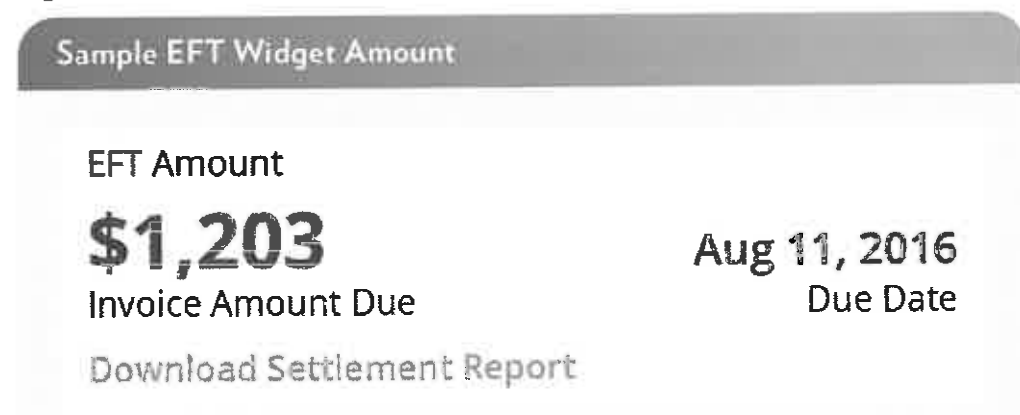 Sample EFT Widget Amount
EFT Amount
$1,203
Aug 11, 2016
Invoice Amount Due
Due Date
Download Settlement Report